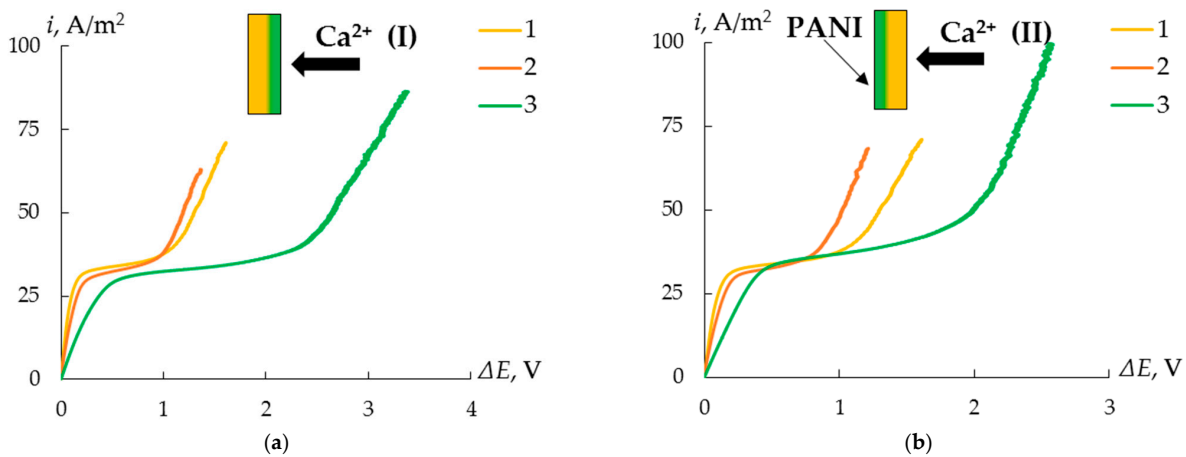 i, A/m²
100
75
50
25
0
0 1 2 3 4
ΔE, V
Ca²⁺ (I)
1
2
3
(a)
i, A/m²
100
75
50
25
0
0 1 2 3
ΔE, V
PANI
Ca²⁺ (II)
1
2
3
(b)